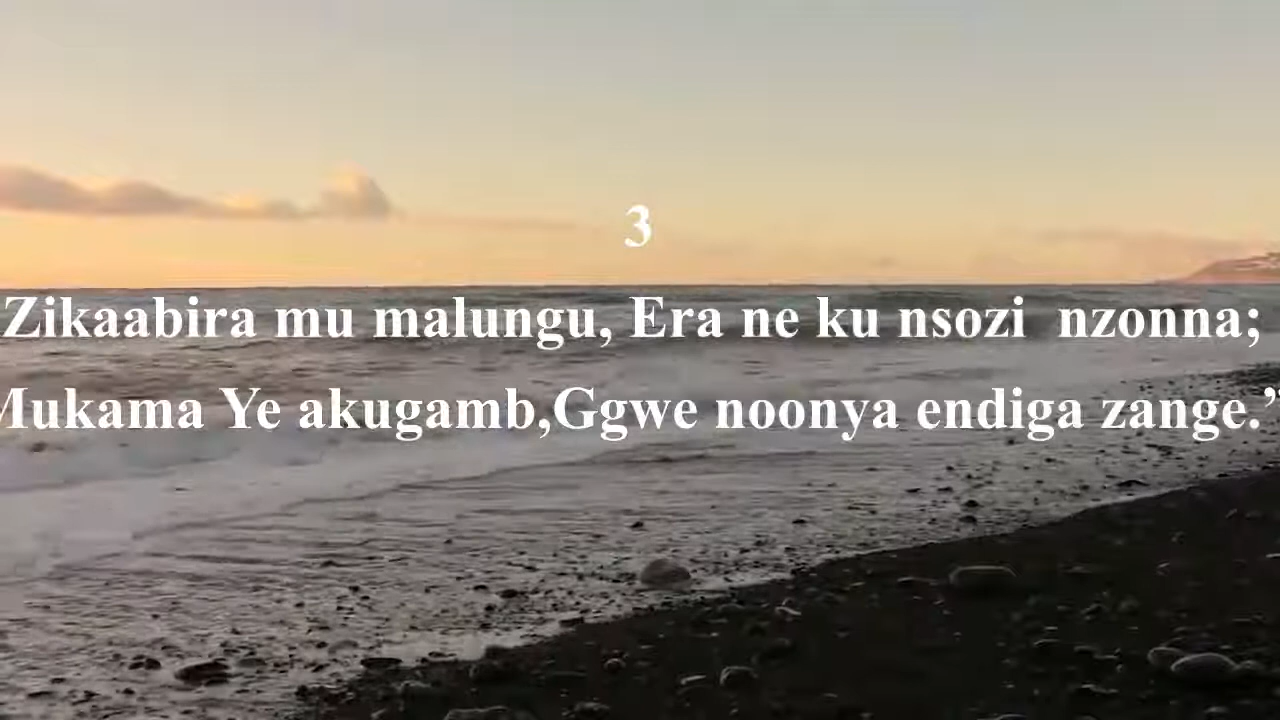 3
Zikaabira mu malungu, Era ne ku nsozi nzonna;
Mukama Ye akugamb,Ggwe noonya endiga zange.”